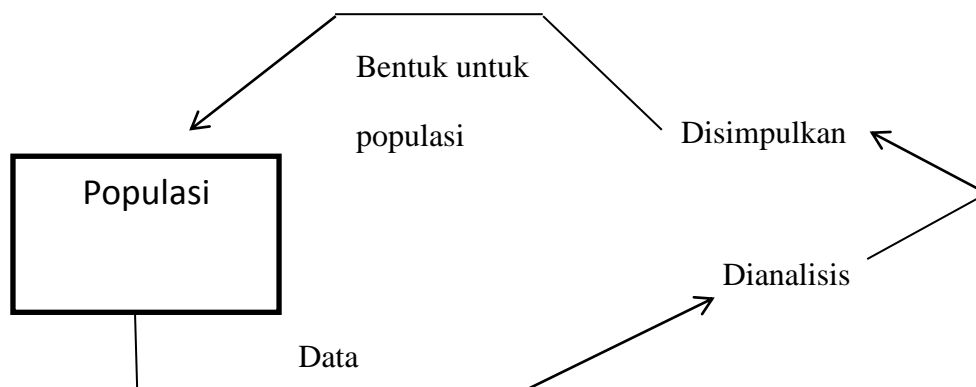 Bentuk untuk
populasi
Disimpulkan
Populasi
Dianalisis
Data